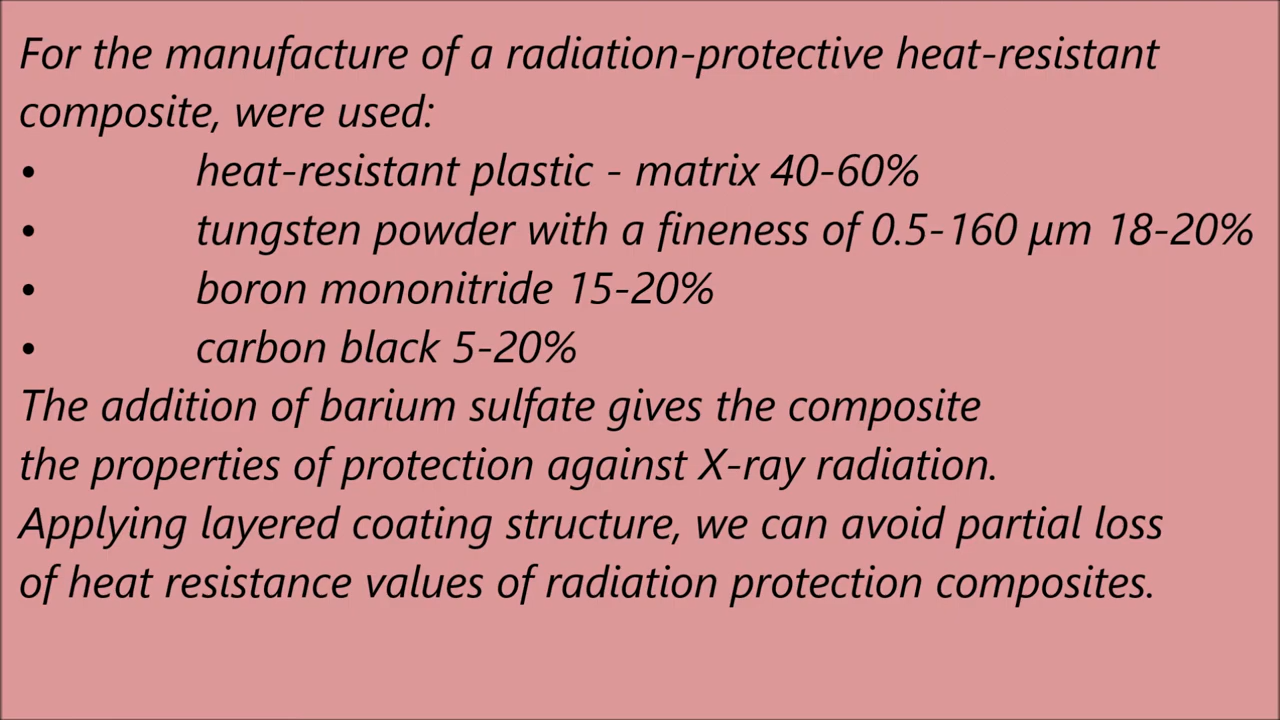 For the manufacture of a radiation-protective heat-resistant
composite, were used:
• heat-resistant plastic - matrix 40-60%
• tungsten powder with a fineness of 0.5-160 μm 18-20%
• boron mononitride 15-20%
• carbon black 5-20%
The addition of barium sulfate gives the composite
the properties of protection against X-ray radiation.
Applying layered coating structure, we can avoid partial loss
of heat resistance values of radiation protection composites.